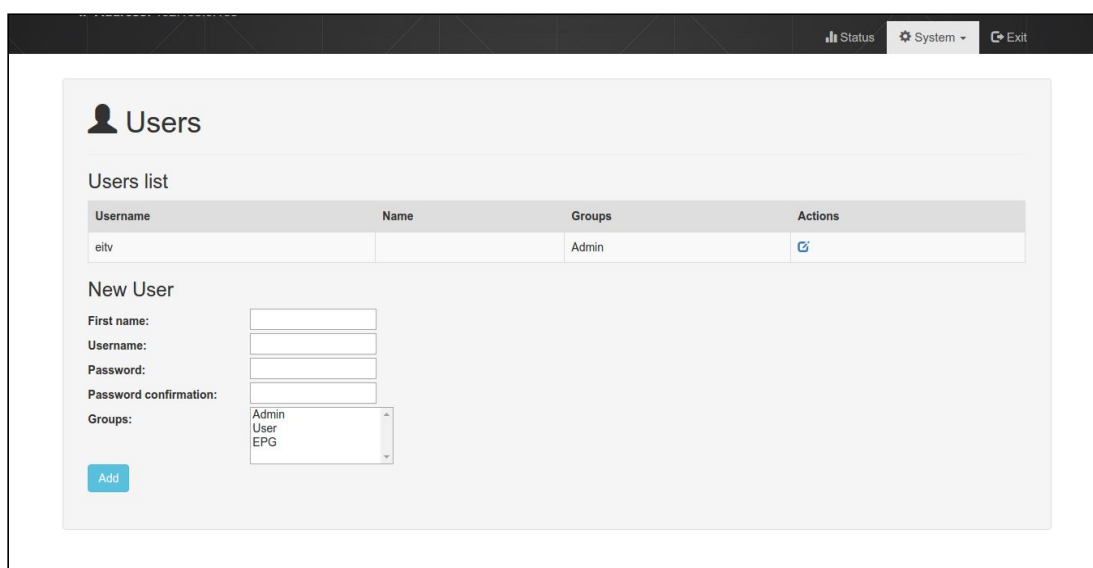 Status System Exit
Users
Users list
Username Name Groups Actions
eitv Admin
New User
First name:
Username:
Password:
Password confirmation:
Groups: Admin
User
EPG
Add